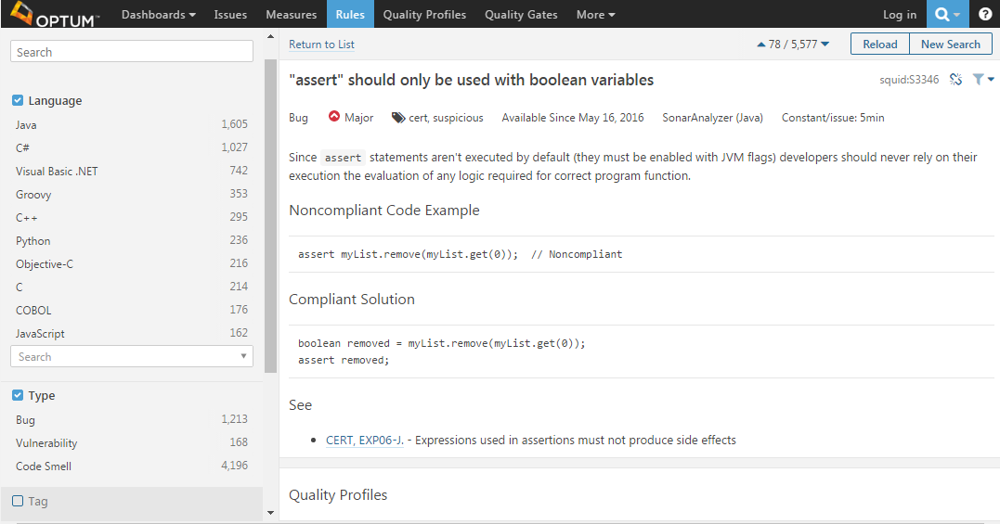 OPTUM™ Dashboards Issues Measures Rules Quality Profiles Quality Gates More Log in ?
Search
Language
Java 1,605
C# 1,027
Visual Basic .NET 742
Groovy 353
C++ 295
Python 236
Objective-C 216
C 214
COBOL 176
JavaScript 162
Search
Type
Bug 1,213
Vulnerability 168
Code Smell 4,196
Tag
Return to List 78 / 5,577 Reload New Search
"assert" should only be used with boolean variables squid:S3346
Bug Major cert, suspicious Available Since May 16, 2016 SonarAnalyzer (Java) Constant/issue: 5min
Since assert statements aren't executed by default (they must be enabled with JVM flags) developers should never rely on their
execution the evaluation of any logic required for correct program function.
Noncompliant Code Example
assert myList.remove(myList.get(0));  // Noncompliant
Compliant Solution
boolean removed = myList.remove(myList.get(0));
assert removed;
See
• CERT, EXP06-J. - Expressions used in assertions must not produce side effects
Quality Profiles